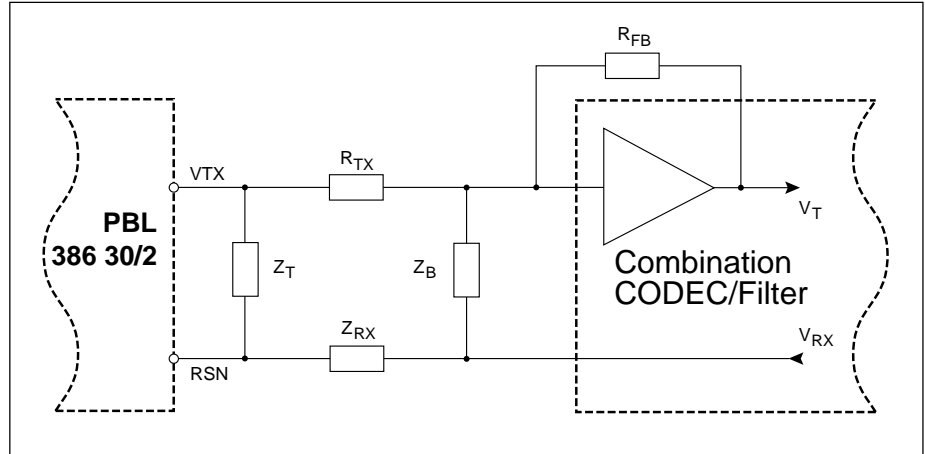 R_FB
VTX
R_TX
PBL
386 30/2
Z_T
Z_B
V_T
Combination
CODEC/Filter
Z_RX
V_RX
RSN